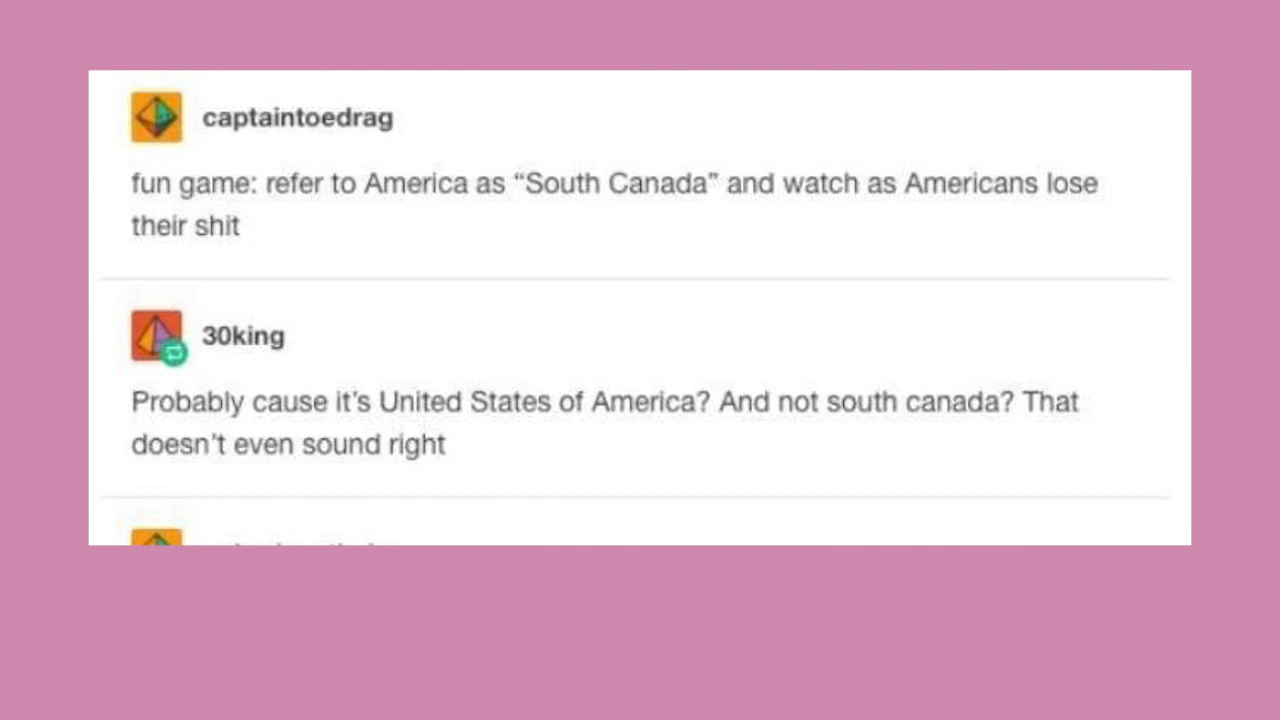 captaintoedrag
fun game: refer to America as “South Canada” and watch as Americans lose
their shit
30king
Probably cause it’s United States of America? And not south canada? That
doesn’t even sound right